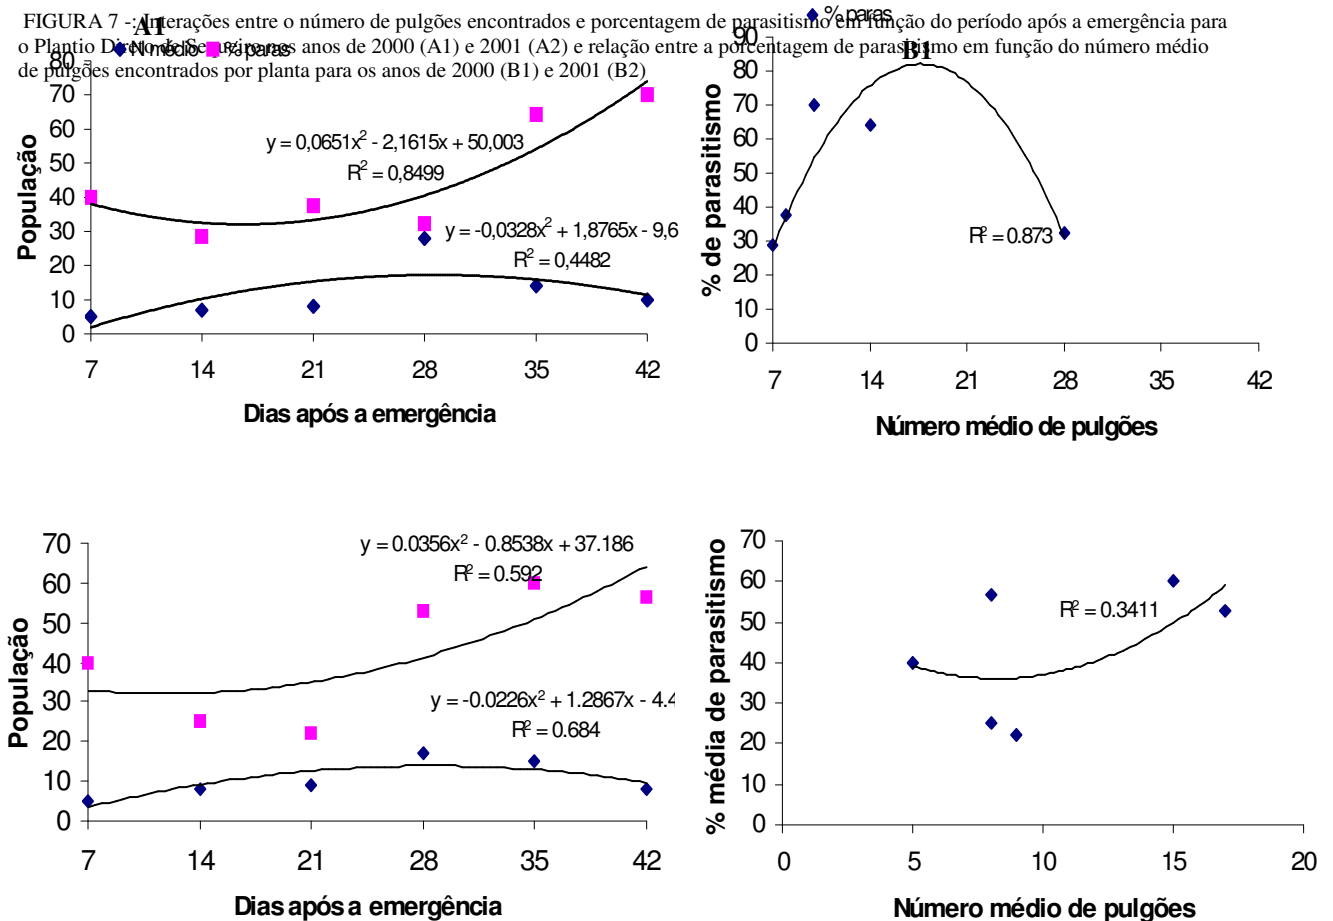 FIGURA 7 -: Interações entre o número de pulgões encontrados e porcentagem de parasitismo em função do período após a emergência para
o Plantio Direto de Sequeiro nos anos de 2000 (A1) e 2001 (A2) e relação entre a porcentagem de parasitismo em função do número médio
de pulgões encontrados por planta para os anos de 2000 (B1) e 2001 (B2)
A1
N médio % paras
80
70
60
50
40
30
20
10
0
População
y = 0,0651x² - 2,1615x + 50,003
R² = 0,8499
y = -0,0328x² + 1,8765x - 9,6
R² = 0,4482
7 14 21 28 35 42
Dias após a emergência
% paras
B1
90
80
70
60
50
40
30
20
10
0
% de parasitismo
R² = 0.873
7 14 21 28 35 42
Número médio de pulgões
70
60
50
40
30
20
10
0
População
y = 0.0356x² - 0.8538x + 37.186
R² = 0.592
y = -0.0226x² + 1.2867x - 4.4
R² = 0.684
7 14 21 28 35 42
Dias após a emergência
70
60
50
40
30
20
10
0
% média de parasitismo
R² = 0.3411
0 5 10 15 20
Número médio de pulgões